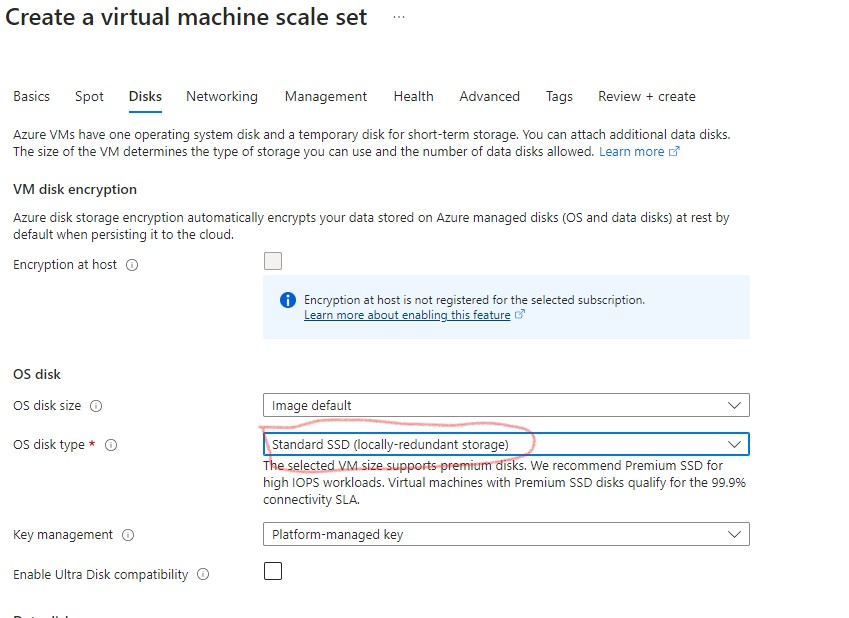 Create a virtual machine scale set ...
Basics Spot Disks Networking Management Health Advanced Tags Review + create
Azure VMs have one operating system disk and a temporary disk for short-term storage. You can attach additional data disks.
The size of the VM determines the type of storage you can use and the number of data disks allowed. Learn more
VM disk encryption
Azure disk storage encryption automatically encrypts your data stored on Azure managed disks (OS and data disks) at rest by
default when persisting it to the cloud.
Encryption at host
Encryption at host is not registered for the selected subscription.
Learn more about enabling this feature
OS disk
OS disk size Image default
OS disk type * Standard SSD (locally-redundant storage)
The selected VM size supports premium disks. We recommend Premium SSD for
high IOPS workloads. Virtual machines with Premium SSD disks qualify for the 99.9%
connectivity SLA.
Key management Platform-managed key
Enable Ultra Disk compatibility